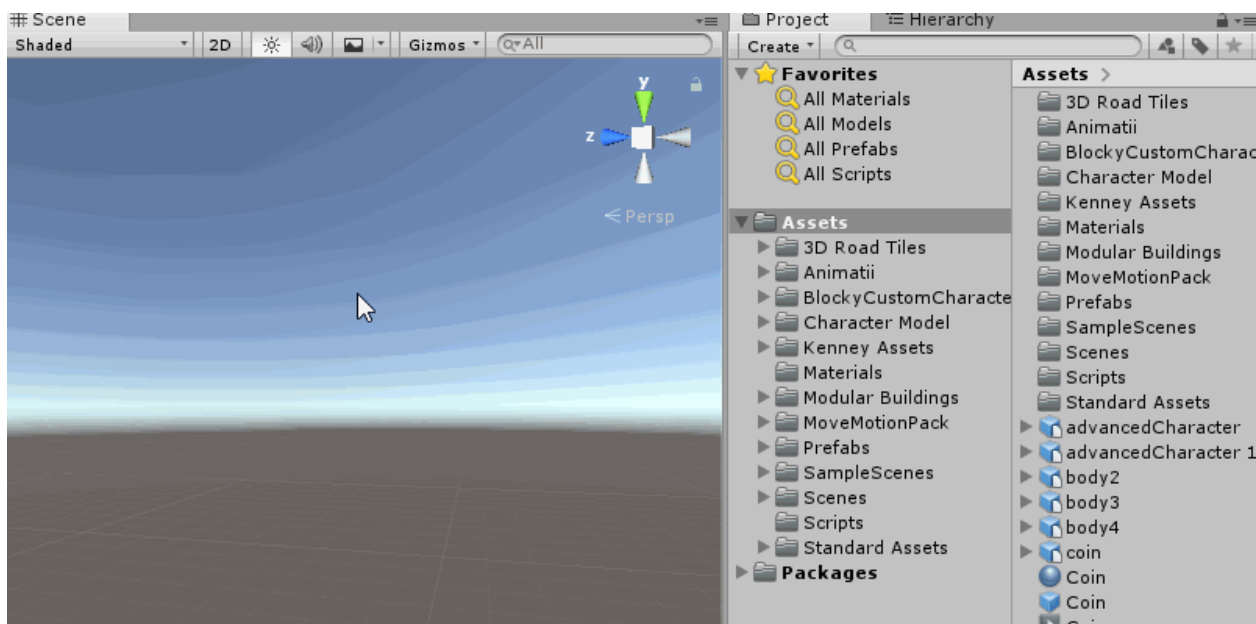 Scene
Shaded 2D Gizmos All
y
z
Persp
Project Hierarchy
Create
Favorites
All Materials
All Models
All Prefabs
All Scripts
Assets
3D Road Tiles
Animatii
BlockyCustomCharacte
Character Model
Kenney Assets
Materials
Modular Buildings
MoveMotionPack
Prefabs
SampleScenes
Scenes
Scripts
Standard Assets
Packages
Assets >
3D Road Tiles
Animatii
BlockyCustomCharac
Character Model
Kenney Assets
Materials
Modular Buildings
MoveMotionPack
Prefabs
SampleScenes
Scenes
Scripts
Standard Assets
advancedCharacter
advancedCharacter 1
body2
body3
body4
coin
Coin
Coin